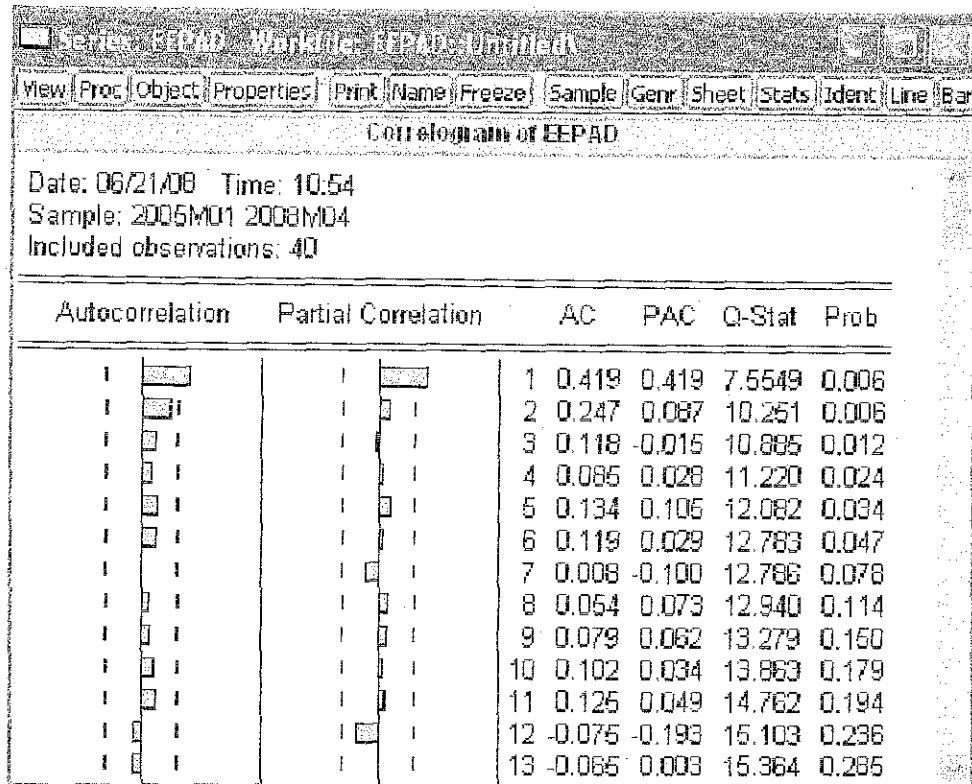 Series: EEPAD Workfile: EEPAD::Untitled\
View Proc Object Properties Print Name Freeze Sample Genr Sheet Stats Ident Line Bar
Correlogram of EEPAD
Date: 06/21/08 Time: 10:54
Sample: 2005M01 2008M04
Included observations: 40
Autocorrelation Partial Correlation AC PAC Q-Stat Prob
1 0.419 0.419 7.5549 0.006
2 0.247 0.087 10.251 0.006
3 0.118 -0.015 10.885 0.012
4 0.085 0.028 11.220 0.024
5 0.134 0.105 12.082 0.034
6 0.119 0.029 12.783 0.047
7 0.008 -0.100 12.786 0.078
8 0.054 0.073 12.940 0.114
9 0.079 0.062 13.279 0.150
10 0.102 0.034 13.863 0.179
11 0.125 0.049 14.762 0.194
12 -0.075 -0.193 15.103 0.236
13 -0.065 0.003 15.364 0.285